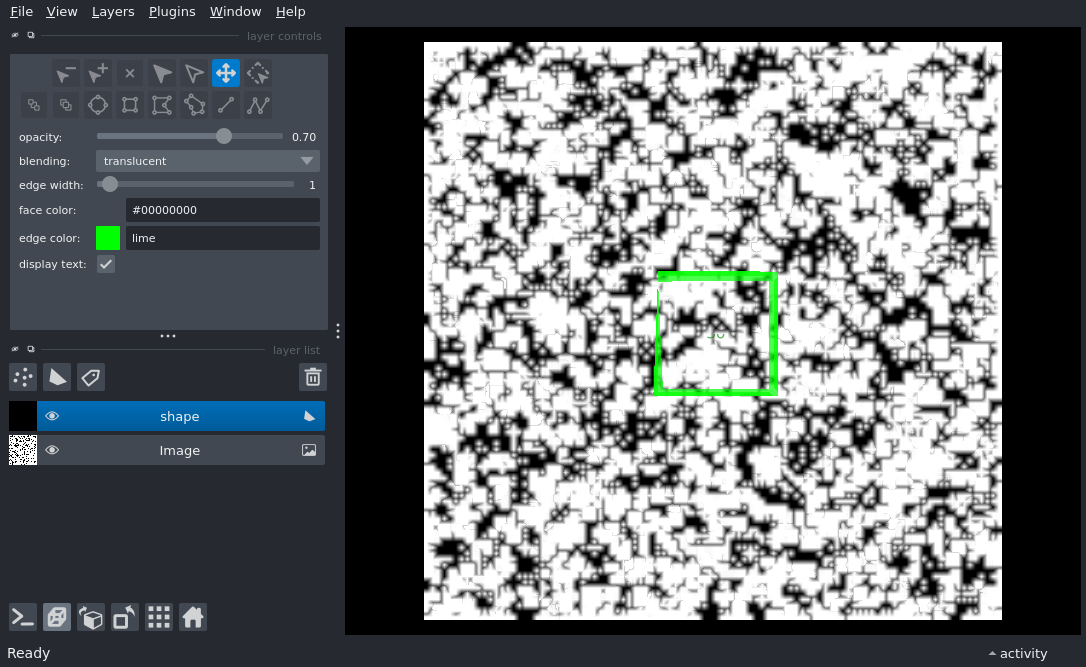 File View Layers Plugins Window Help
layer controls
opacity: 0.70
blending: translucent
edge width: 1
face color: #00000000
edge color: lime
display text:
layer list
shape
Image
Ready
activity